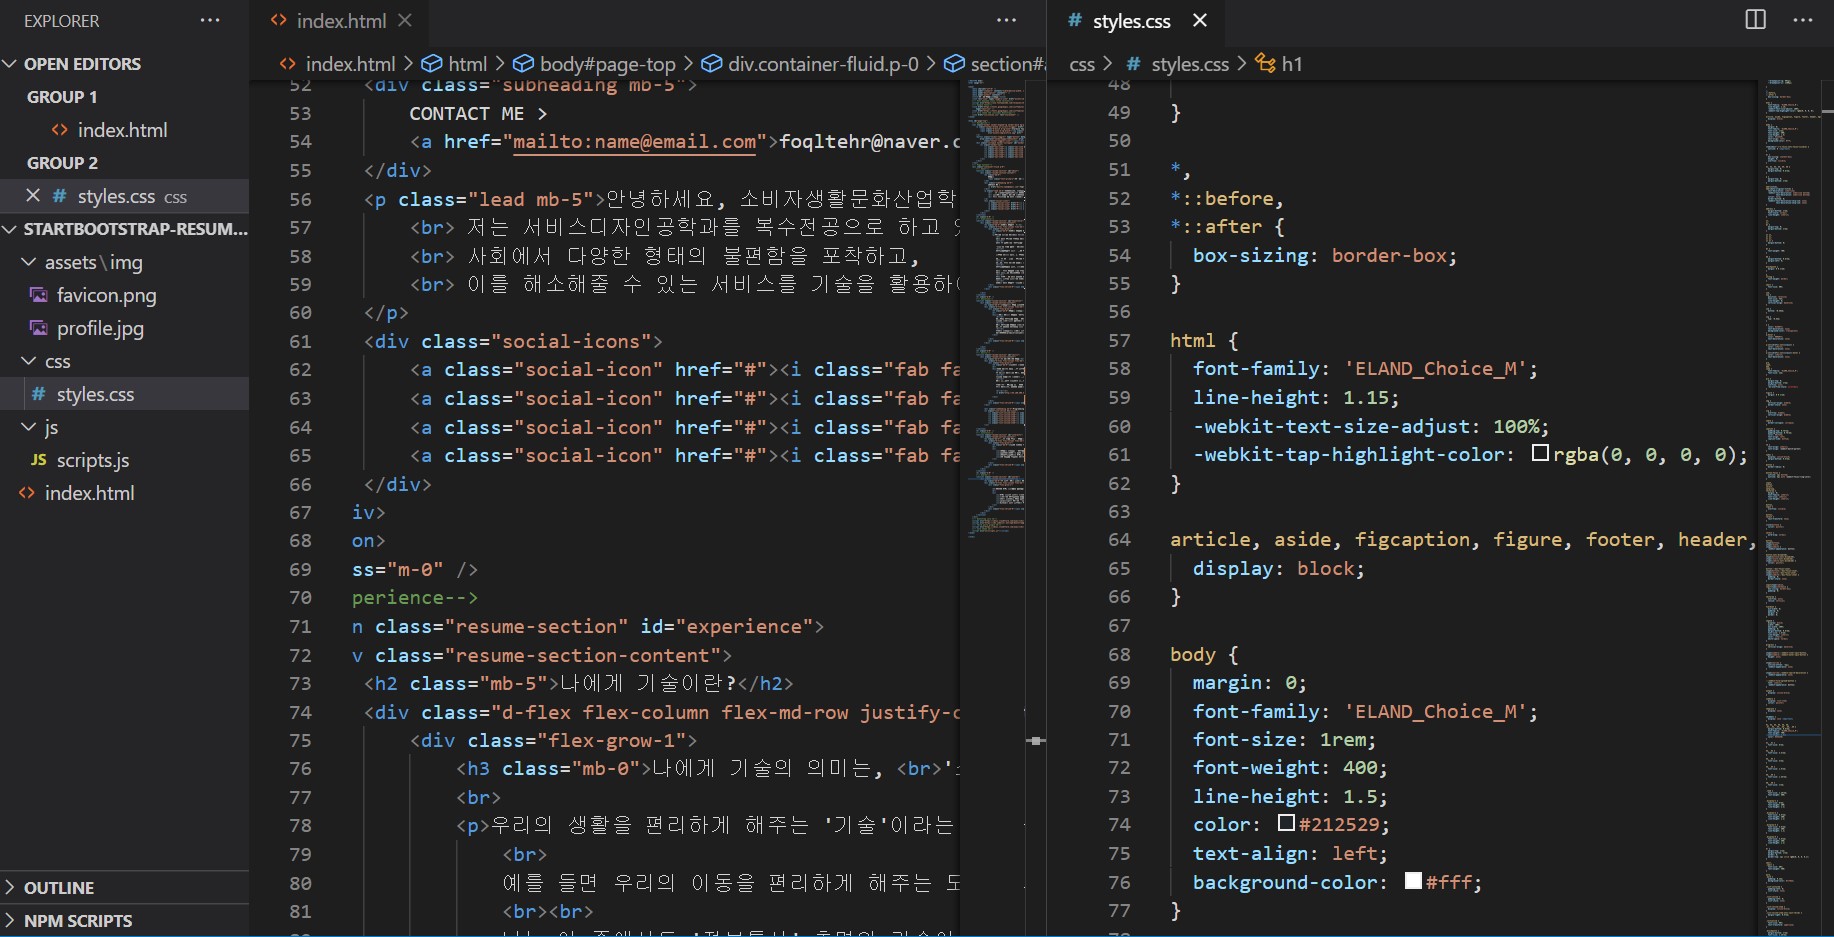 EXPLORER
OPEN EDITORS
GROUP 1
index.html
GROUP 2
styles.css css
STARTBOOTSTRAP-RESUM...
assets\img
favicon.png
profile.jpg
css
styles.css
js
JS scripts.js
index.html
OUTLINE
NPM SCRIPTS
index.html
index.html > html > body#page-top > div.container-fluid.p-0 > section#
52 <div class="subheading mb-5">
53 CONTACT ME >
54 <a href="mailto:name@email.com">foqltehr@naver.c
55 </div>
56 <p class="lead mb-5">안녕하세요, 소비자생활문화산업학
57 <br> 저는 서비스디자인공학과를 복수전공으로 하고
58 <br> 사회에서 다양한 형태의 불편함을 포착하고,
59 <br> 이를 해소해줄 수 있는 서비스를 기술을 활용하
60 </p>
61 <div class="social-icons">
62 <a class="social-icon" href="#"><i class="fab fa
63 <a class="social-icon" href="#"><i class="fab fa
64 <a class="social-icon" href="#"><i class="fab fa
65 <a class="social-icon" href="#"><i class="fab fa
66 </div>
67 iv>
68 on>
69 ss="m-0" />
70 perience-->
71 n class="resume-section" id="experience">
72 v class="resume-section-content">
73 <h2 class="mb-5">나에게 기술이란?</h2>
74 <div class="d-flex flex-column flex-md-row justify-c
75 <div class="flex-grow-1">
76 <h3 class="mb-0">나에게 기술의 의미는, <br>'
77 <br>
78 <p>우리의 생활을 편리하게 해주는 '기술'이라는
79 <br>
80 예를 들면 우리의 이동을 편리하게 해주는 도
81 <br><br>
# styles.css
css > # styles.css > h1
48
49 }
50
51 *,
52 *::before,
53 *::after {
54 box-sizing: border-box;
55 }
56
57 html {
58 font-family: 'ELAND_Choice_M';
59 line-height: 1.15;
60 -webkit-text-size-adjust: 100%;
61 -webkit-tap-highlight-color: rgba(0, 0, 0, 0);
62 }
63
64 article, aside, figcaption, figure, footer, header,
65 display: block;
66 }
67
68 body {
69 margin: 0;
70 font-family: 'ELAND_Choice_M';
71 font-size: 1rem;
72 font-weight: 400;
73 line-height: 1.5;
74 color: #212529;
75 text-align: left;
76 background-color: #fff;
77 }